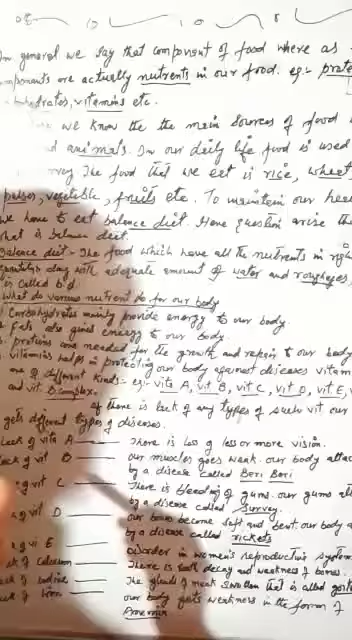 In general we say that component of food where as
components are actually nutrients in our food. eg:- prote
hydrates, vitamins etc.
we know the the main sources of food
d animals. In our daily life food is used
The food that we eat is rice, wheat,
pulses, vegetable, fruits etc. To maintain our hea
we have to eat balance diet. Here question arise tha
what is balance diet.
Balance diet:- The food which have all the nutrients in righ
quantity along with adequate amount of water and roughages,
is called b.d.
What do various nutrient do for our body
Carbohydrates mainly provide energy to our body.
Fats also gives energy to our body.
proteins are needed for the growth and repair to our body
vitamins helps in protecting our body against diseases vitam
are of different kinds:- eg:- vit A, vit B, vit C, vit D, vit E,
and vit B complex.
If there is lack of any types of such vit our
gets different types of diseases.
Lack of vit A — There is loss of less or more vision.
Lack of vit B — our muscles goes weak. our body attac
by a disease called Beri Beri
of vit C — There is bleeding of gums. our gums att
by a disease called Survey.
of vit D — our bones become soft and bent. our body a
by a disease called rickets
of vit E — Disorder in women's reproductive system
Lack of calcium — There is tooth decay and weakness of bones.
Lack of iodine — The glands of neck swollen that is called goit
Lack of Iron — our body gets weakness in the form of